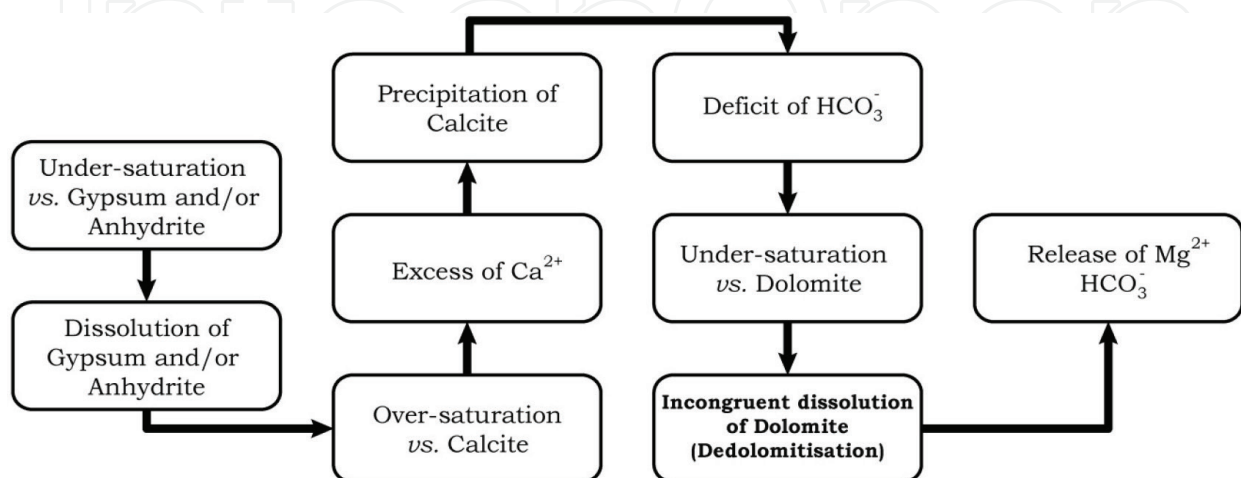 Under-saturation
vs. Gypsum and/or
Anhydrite
Dissolution of
Gypsum and/or
Anhydrite
Over-saturation
vs. Calcite
Excess of Ca²⁺
Precipitation of
Calcite
Deficit of HCO₃⁻
Under-saturation
vs. Dolomite
Incongruent dissolution
of Dolomite
(Dedolomitisation)
Release of Mg²⁺
HCO₃⁻